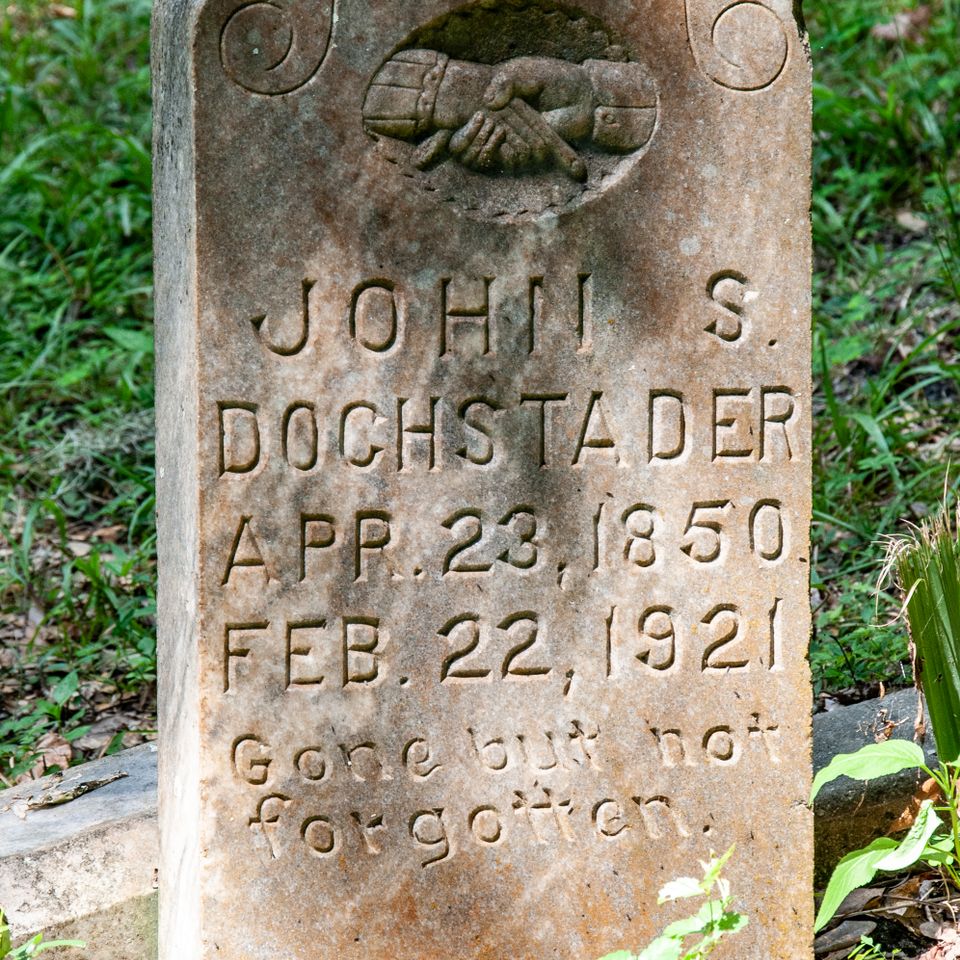 JOHN S.
DOCHSTADER
APR. 23, 1850
FEB. 22, 1921
Gone but not
forgotten.